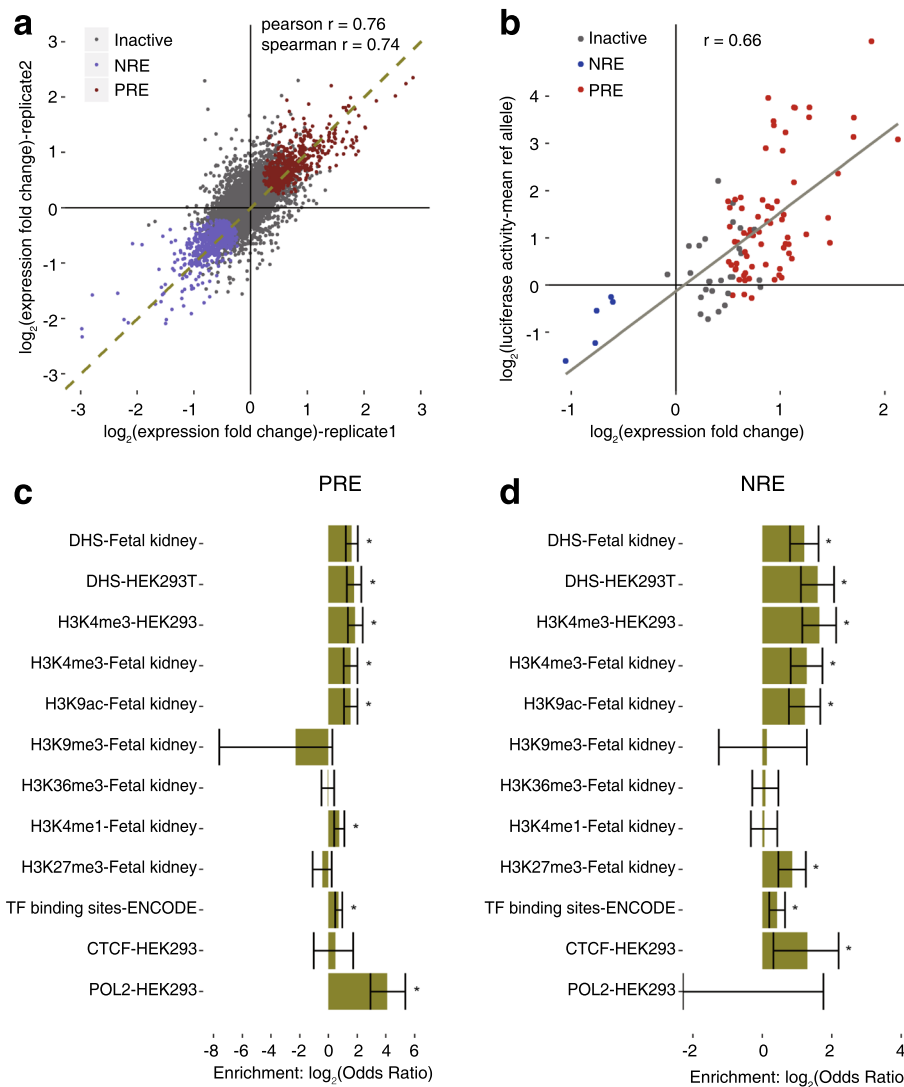 a
pearson r = 0.76
spearman r = 0.74
Inactive
NRE
PRE
log2(expression fold change)-replicate2
3
2
1
0
-1
-2
-3
-3 -2 -1 0 1 2 3
log2(expression fold change)-replicate1
b
Inactive
NRE
PRE
r = 0.66
log2(luciferase activity-mean ref allele)
4
3
2
1
0
-1
-1 0 1 2
log2(expression fold change)
c
PRE
DHS-Fetal kidney *
DHS-HEK293T *
H3K4me3-HEK293 *
H3K4me3-Fetal kidney *
H3K9ac-Fetal kidney *
H3K9me3-Fetal kidney
H3K36me3-Fetal kidney
H3K4me1-Fetal kidney *
H3K27me3-Fetal kidney
TF binding sites-ENCODE *
CTCF-HEK293
POL2-HEK293 *
-8 -6 -4 -2 0 2 4 6
Enrichment: log2(Odds Ratio)
d
NRE
DHS-Fetal kidney *
DHS-HEK293T *
H3K4me3-HEK293 *
H3K4me3-Fetal kidney *
H3K9ac-Fetal kidney *
H3K9me3-Fetal kidney
H3K36me3-Fetal kidney
H3K4me1-Fetal kidney
H3K27me3-Fetal kidney *
TF binding sites-ENCODE *
CTCF-HEK293 *
POL2-HEK293
-2 0 2 4
Enrichment: log2(Odds Ratio